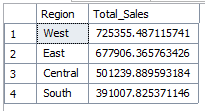 Region Total_Sales
1 West 725355.487115741
2 East 677906.365763426
3 Central 501239.889593184
4 South 391007.825371146